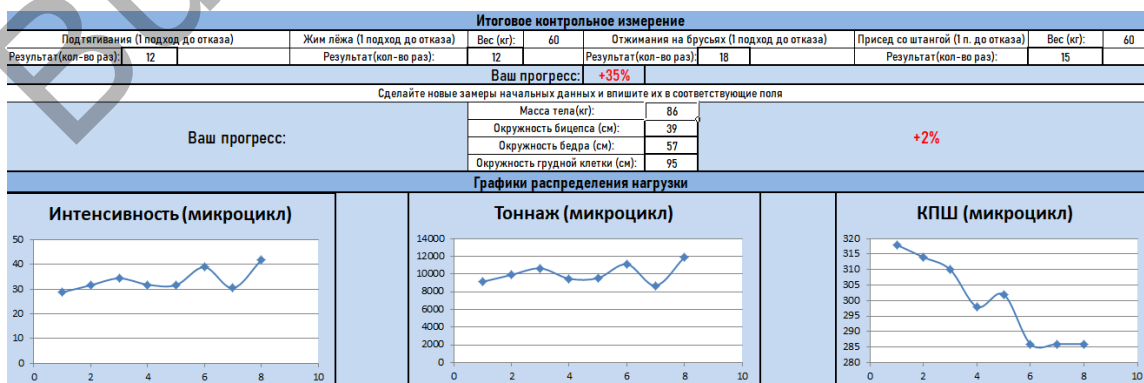 Итоговое контрольное измерение
Подтягивания (1 подход до отказа) Жим лёжа (1 подход до отказа) Вес (кг): 60 Отжимания на брусьях (1 подход до отказа) Присед со штангой (1 п. до отказа) Вес (кг): 60
Результат(кол-во раз): 12 Результат(кол-во раз): 12 Результат(кол-во раз): 18 Результат(кол-во раз): 15
Ваш прогресс: +35%
Сделайте новые замеры начальных данных и впишите их в соответствующие поля
Масса тела(кг): 86
Окружность бицепса (см): 39
Ваш прогресс: +2%
Окружность бедра (см): 57
Окружность грудной клетки (см): 95
Графики распределения нагрузки
Интенсивность (микроцикл)
50
40
30
20
10
0
0 2 4 6 8 10
Тоннаж (микроцикл)
14000
12000
10000
8000
6000
4000
2000
0
0 2 4 6 8 10
КПШ (микроцикл)
320
315
310
305
300
295
290
285
280
0 2 4 6 8 10